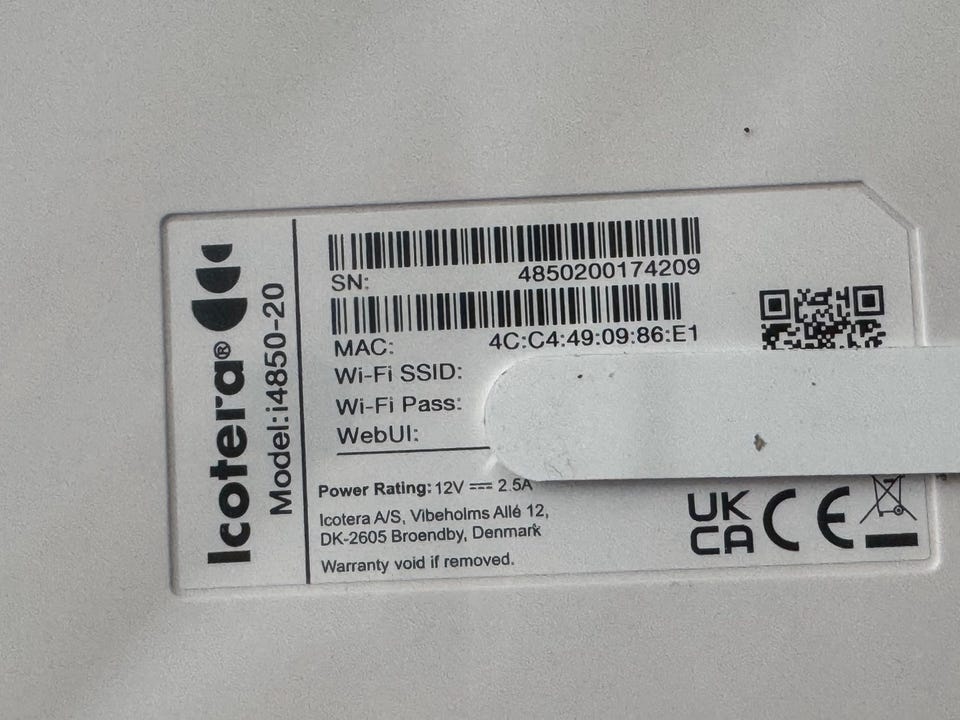 Icotera®
Model:i4850-20
SN: 4850200174209
MAC: 4C:C4:49:09:86:E1
Wi-Fi SSID:
Wi-Fi Pass:
WebUI:
Power Rating: 12V ⎓ 2.5A
Icotera A/S, Vibeholms Allé 12,
DK-2605 Broendby, Denmark
Warranty void if removed.
UK
CA CE